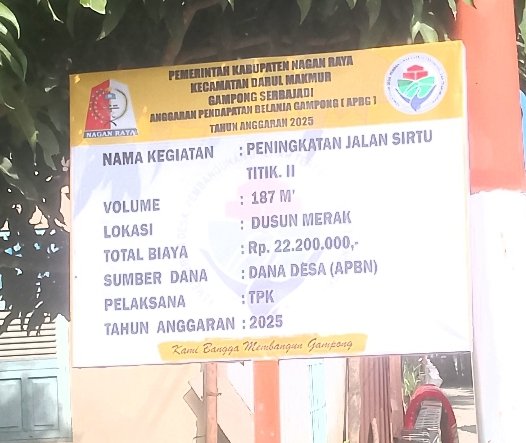 PEMERINTAH KABUPATEN NAGAN RAYA
KECAMATAN DARUL MAKMUR
GAMPONG SERBAJADI
ANGGARAN PENDAPATAN BELANJA GAMPONG ( APBG )
TAHUN ANGGARAN 2025
NAGAN RAYA
NAMA KEGIATAN : PENINGKATAN JALAN SIRTU
TITIK. II
VOLUME : 187 M'
LOKASI : DUSUN MERAK
TOTAL BIAYA : Rp. 22.200.000,-
SUMBER DANA : DANA DESA (APBN)
PELAKSANA : TPK
TAHUN ANGGARAN : 2025
Kami Bangga Membangun Gampong